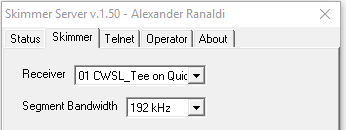 Skimmer Server v.1.50 - Alexander Ranaldi
Status Skimmer Telnet Operator About
Receiver 01 CWSL_Tee on Quic
Segment Bandwidth 192 kHz